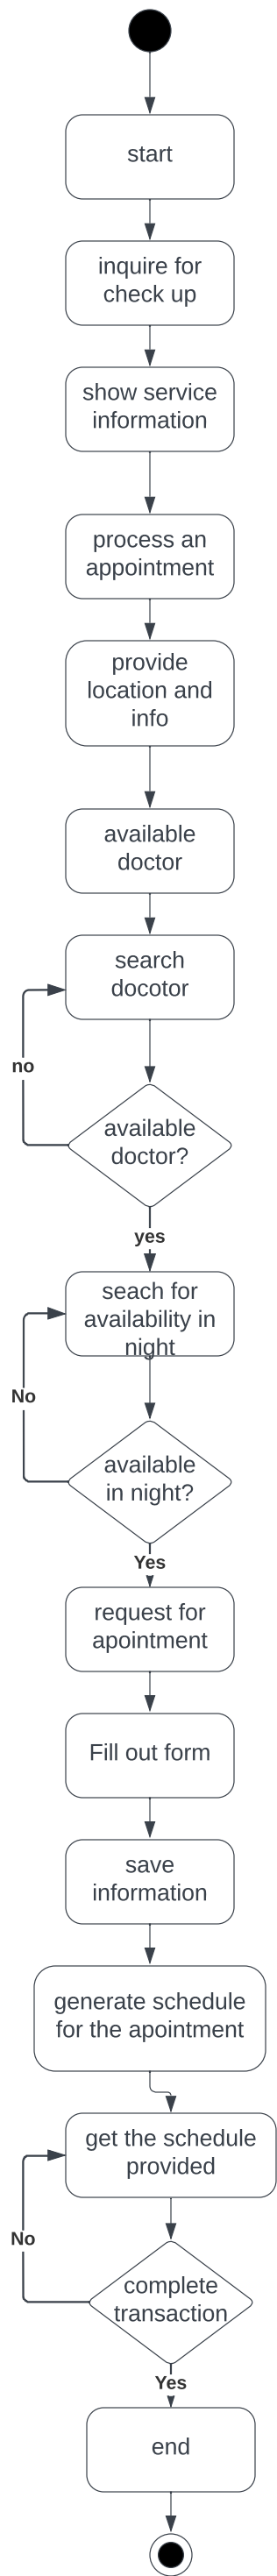 start
inquire for
check up
show service
information
process an
appointment
provide
location and
info
available
doctor
search
docotor
no
available
doctor?
yes
seach for
availability in
night
No
available
in night?
Yes
request for
apointment
Fill out form
save
information
generate schedule
for the apointment
get the schedule
provided
No
complete
transaction
Yes
end